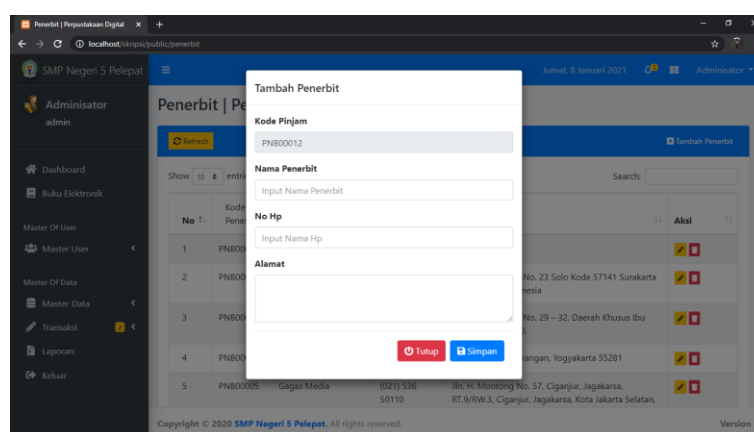 Penerbit | Perpustakaan Digital
localhost/skripsi/public/penerbit
SMP Negeri 5 Pelepat
Jumat, 8 Januari 2021
Adminisator
Adminisator
admin
Penerbit | Pe
Refresh
Tambah Penerbit
Dashboard
Buku Elektronik
Master Of User
Master User
Master Of Data
Master Data
Transaksi 2
Laporan
Keluar
Tambah Penerbit
Kode Pinjam
PNB00012
Nama Penerbit
Input Nama Penerbit
No Hp
Input Nama Hp
Alamat
Tutup
Simpan
Show 10 entri
Search:
No
Kode
Pene
Aksi
1 PNB00
2 PNB00 No. 23 Solo Kode 57141 Surakarta
nesia
3 PNB00 No. 29 – 32, Daerah Khusus Ibu
4 PNB00 angan, Yogyakarta 55281
5 PNB00005 Gagas Media (021) 536 50110 Jln. H. Montong No. 57, Ciganjur, Jagakarsa,
RT.9/RW.3, Ciganjur, Jagakarsa, Kota Jakarta Selatan,
Copyright © 2020 SMP Negeri 5 Pelepat. All rights reserved.
Version